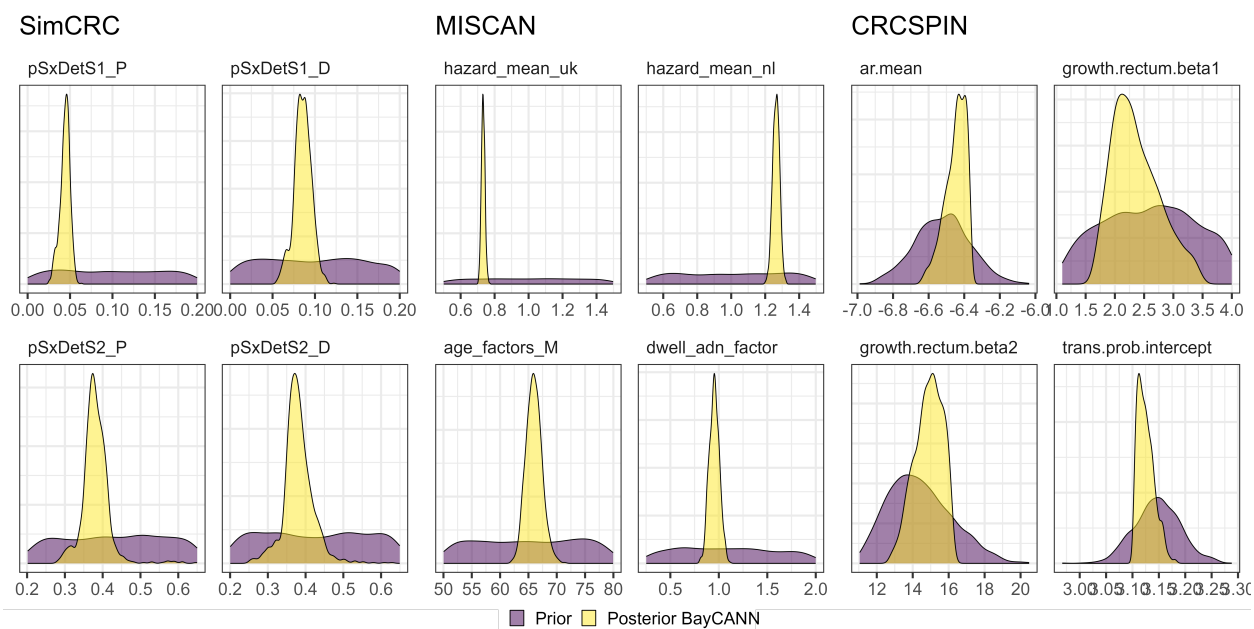 SimCRC MISCAN CRCSPIN
pSxDetS1_P pSxDetS1_D hazard_mean_uk hazard_mean_nl ar.mean growth.rectum.beta1
0.00 0.05 0.10 0.15 0.20 0.00 0.05 0.10 0.15 0.20 0.6 0.8 1.0 1.2 1.4 0.6 0.8 1.0 1.2 1.4 -7.0 -6.8 -6.6 -6.4 -6.2 -6.0 1.0 1.5 2.0 2.5 3.0 3.5 4.0
pSxDetS2_P pSxDetS2_D age_factors_M dwell_adn_factor growth.rectum.beta2 trans.prob.intercept
0.2 0.3 0.4 0.5 0.6 0.2 0.3 0.4 0.5 0.6 50 55 60 65 70 75 80 0.5 1.0 1.5 2.0 12 14 16 18 20 3.00 3.05 3.10 3.15 3.20 3.25 3.30
Prior Posterior BayCANN